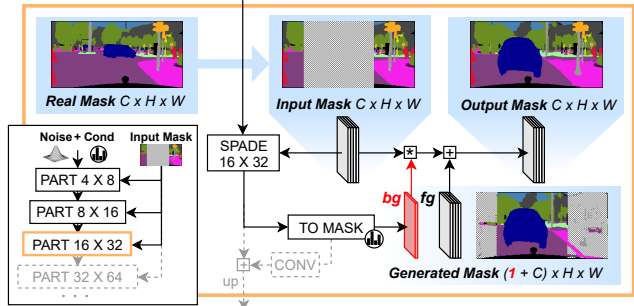 Real Mask C x H x W
Input Mask C x H x W
Output Mask C x H x W
Noise + Cond
Input Mask
PART 4 X 8
PART 8 X 16
PART 16 X 32
PART 32 X 64
. . .
SPADE
16 X 32
*
+
bg
fg
TO MASK
+
CONV
up
Generated Mask (1 + C) x H x W